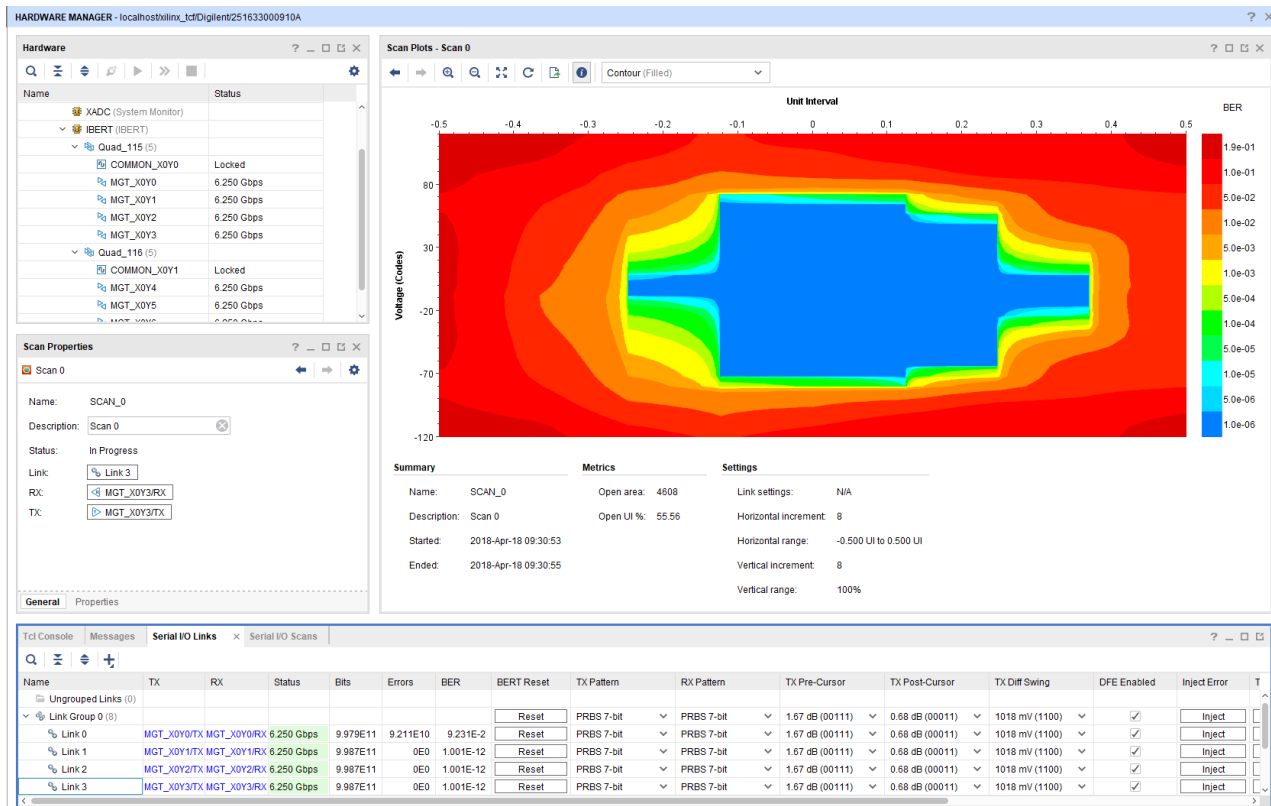 HARDWARE MANAGER - localhost/xilinx_tcf/Digilent/251633000910A
Hardware
Name Status
XADC (System Monitor)
IBERT (IBERT)
Quad_115 (5)
COMMON_X0Y0 Locked
MGT_X0Y0 6.250 Gbps
MGT_X0Y1 6.250 Gbps
MGT_X0Y2 6.250 Gbps
MGT_X0Y3 6.250 Gbps
Quad_116 (5)
COMMON_X0Y1 Locked
MGT_X0Y4 6.250 Gbps
MGT_X0Y5 6.250 Gbps
Scan Properties
Scan 0
Name: SCAN_0
Description: Scan 0
Status: In Progress
Link: Link 3
RX: MGT_X0Y3/RX
TX: MGT_X0Y3/TX
General Properties
Scan Plots - Scan 0
Contour (Filled)
Unit Interval
BER
-0.5 -0.4 -0.3 -0.2 -0.1 0 0.1 0.2 0.3 0.4 0.5
Voltage (Codes)
80
30
-20
-70
-120
1.9e-01
1.0e-01
5.0e-02
1.0e-02
5.0e-03
1.0e-03
5.0e-04
1.0e-04
5.0e-05
1.0e-05
5.0e-06
1.0e-06
Summary
Name: SCAN_0
Description: Scan 0
Started: 2018-Apr-18 09:30:53
Ended: 2018-Apr-18 09:30:55
Metrics
Open area: 4608
Open UI %: 55.56
Settings
Link settings: N/A
Horizontal increment: 8
Horizontal range: -0.500 UI to 0.500 UI
Vertical increment: 8
Vertical range: 100%
Tcl Console Messages Serial I/O Links Serial I/O Scans
Name TX RX Status Bits Errors BER BERT Reset TX Pattern RX Pattern TX Pre-Cursor TX Post-Cursor TX Diff Swing DFE Enabled Inject Error T
Ungrouped Links (0)
Link Group 0 (8) Reset PRBS 7-bit PRBS 7-bit 1.67 dB (00111) 0.68 dB (00011) 1018 mV (1100) Inject
Link 0 MGT_X0Y0/TX MGT_X0Y0/RX 6.250 Gbps 9.979E11 9.211E10 9.231E-2 Reset PRBS 7-bit PRBS 7-bit 1.67 dB (00111) 0.68 dB (00011) 1018 mV (1100) Inject
Link 1 MGT_X0Y1/TX MGT_X0Y1/RX 6.250 Gbps 9.987E11 0E0 1.001E-12 Reset PRBS 7-bit PRBS 7-bit 1.67 dB (00111) 0.68 dB (00011) 1018 mV (1100) Inject
Link 2 MGT_X0Y2/TX MGT_X0Y2/RX 6.250 Gbps 9.987E11 0E0 1.001E-12 Reset PRBS 7-bit PRBS 7-bit 1.67 dB (00111) 0.68 dB (00011) 1018 mV (1100) Inject
Link 3 MGT_X0Y3/TX MGT_X0Y3/RX 6.250 Gbps 9.987E11 0E0 1.001E-12 Reset PRBS 7-bit PRBS 7-bit 1.67 dB (00111) 0.68 dB (00011) 1018 mV (1100) Inject